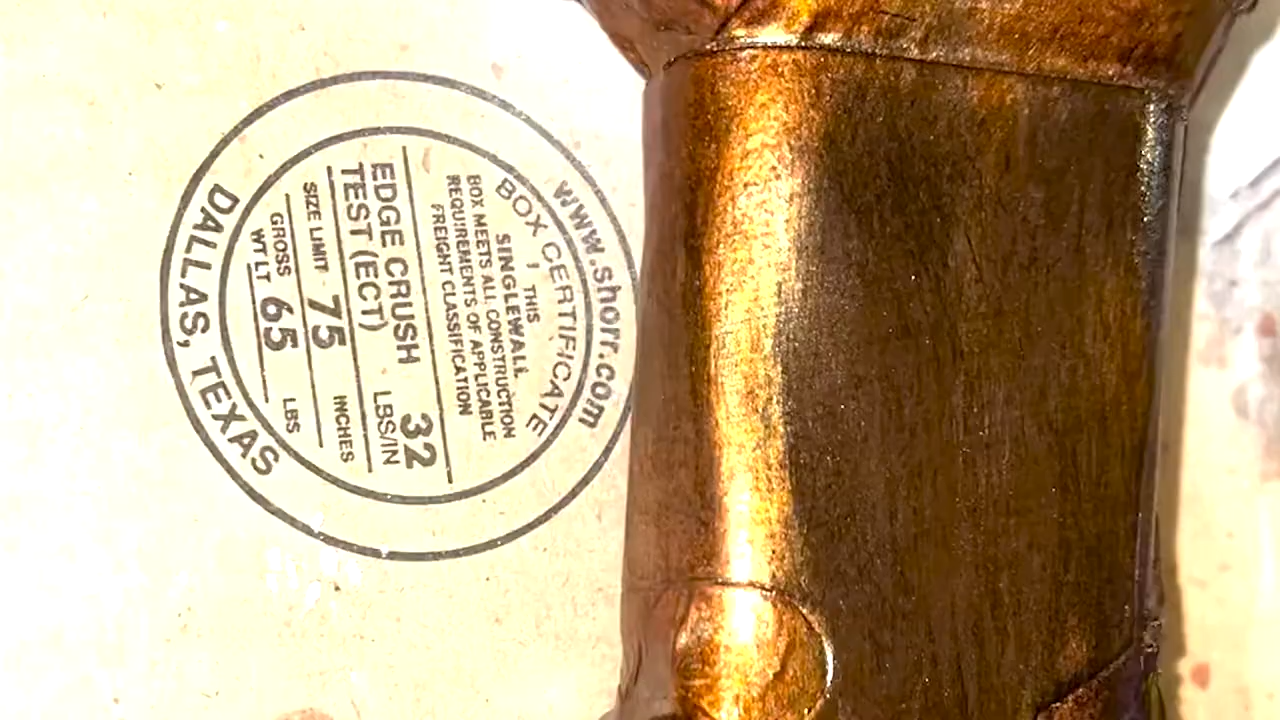 www.shorr.com
BOX CERTIFICATE
THIS
SINGLEWALL
BOX MEETS ALL CONSTRUCTION
REQUIREMENTS OF APPLICABLE
FREIGHT CLASSIFICATION
EDGE CRUSH
TEST (ECT) 32 LBS/IN
SIZE LIMIT 75 INCHES
GROSS
WT LT 65 LBS
DALLAS, TEXAS